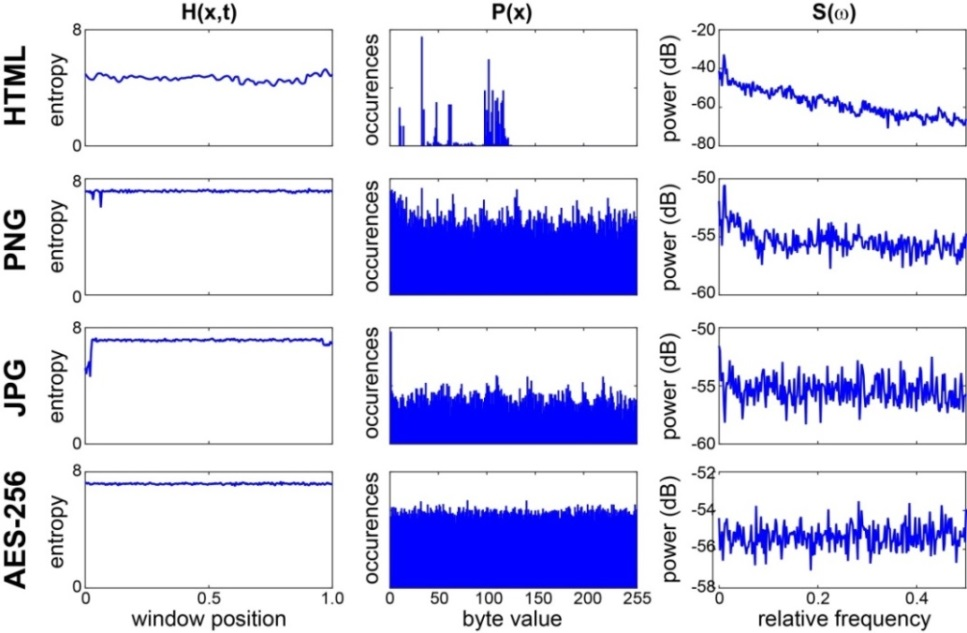 H(x,t) P(x) S(ω)
HTML entropy 8 0 occurences power (dB) -20 -40 -60 -80
PNG entropy 8 0 occurences power (dB) -50 -55 -60
JPG entropy 8 0 occurences power (dB) -50 -55 -60
AES-256 entropy 8 0 occurences power (dB) -52 -54 -56 -58
0 0.5 1.0 0 50 100 150 200 255 0 0.2 0.4
window position byte value relative frequency